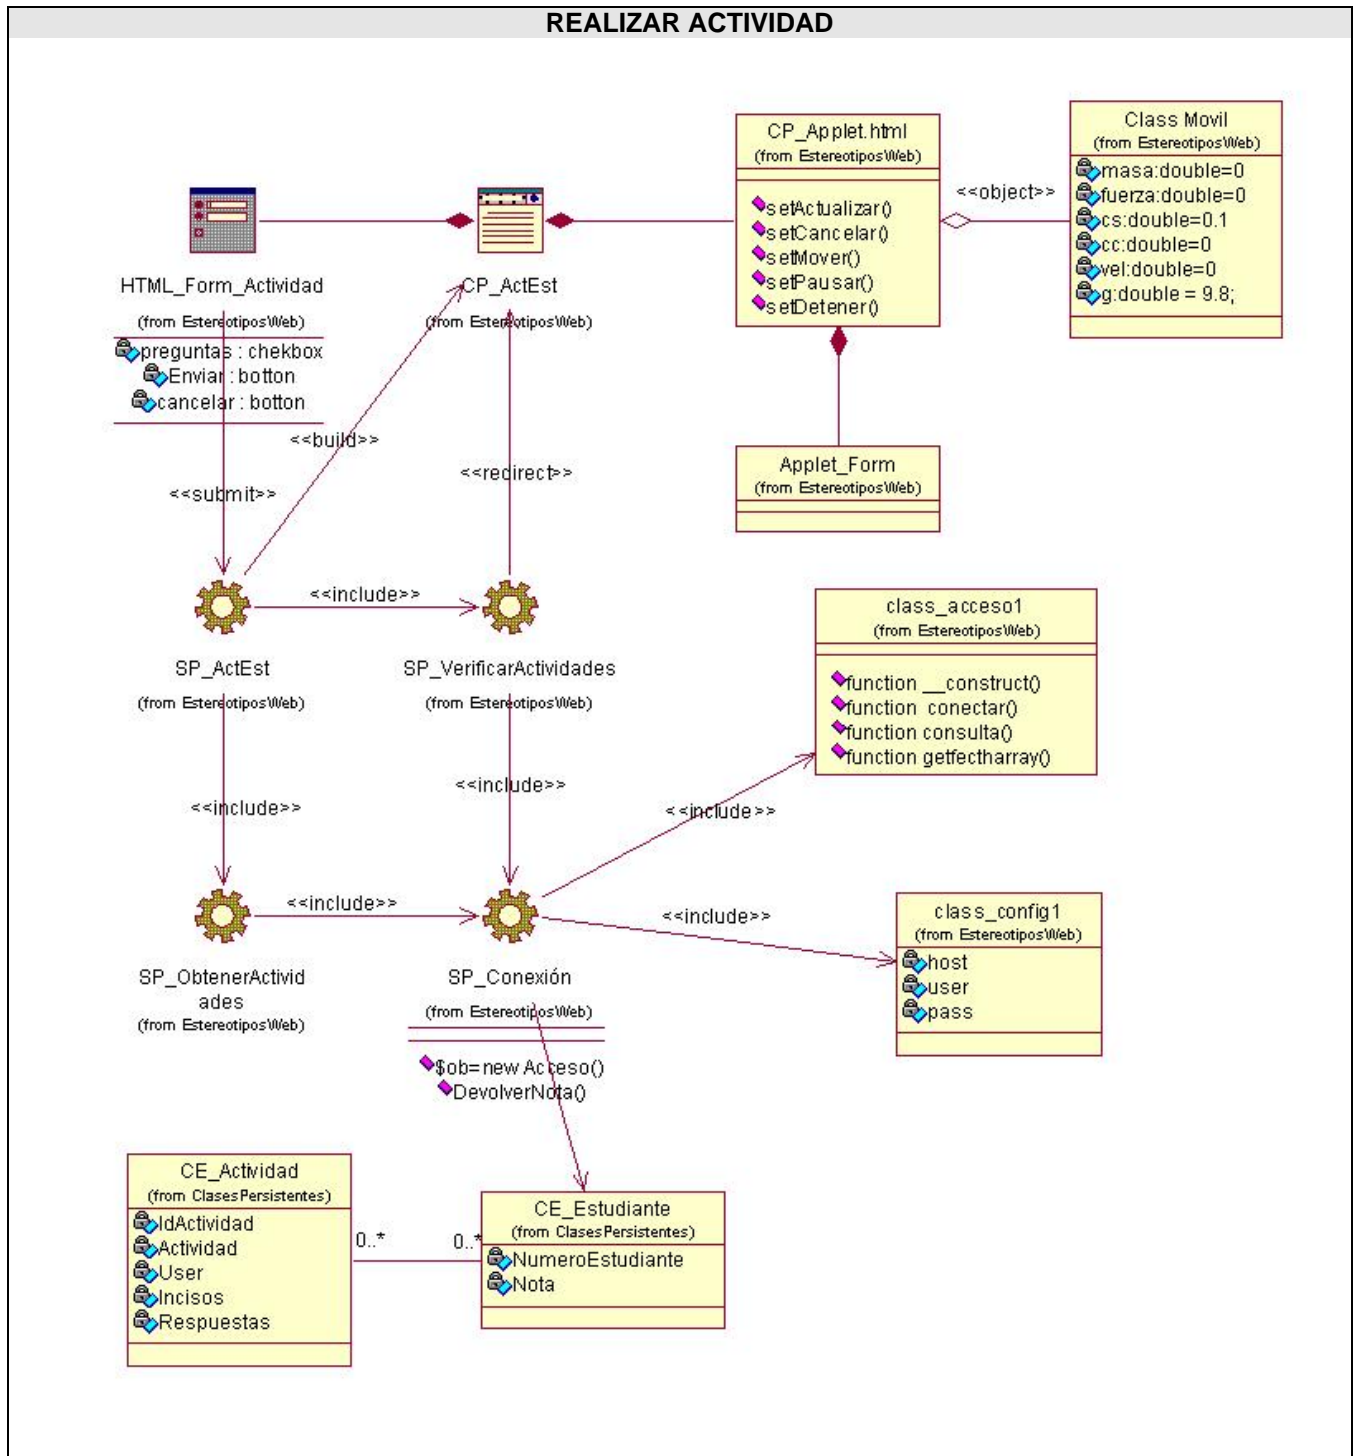 REALIZAR ACTIVIDAD
CP_Applet.html
(from EstereotiposWeb)
setActualizar()
setCancelar()
setMover()
setPausar()
setDetener()
<<object>>
Class Movil
(from EstereotiposWeb)
masa:double=0
fuerza:double=0
cs:double=0.1
cc:double=0
vel:double=0
g:double = 9.8;
HTML_Form_Actividad
(from EstereotiposWeb)
preguntas : chekbox
Enviar : botton
cancelar : botton
CP_ActEst
(from EstereotiposWeb)
<<build>>
<<redirect>>
<<submit>>
Applet_Form
(from EstereotiposWeb)
<<include>>
SP_ActEst
(from EstereotiposWeb)
SP_VerificarActividades
(from EstereotiposWeb)
class_acceso1
(from EstereotiposWeb)
function __construct()
function conectar()
function consulta()
function getfectharray()
<<include>>
<<include>>
<<include>>
<<include>>
<<include>>
class_config1
(from EstereotiposWeb)
host
user
pass
SP_ObtenerActivid
ades
(from EstereotiposWeb)
SP_Conexión
(from EstereotiposWeb)
$ob=new Acceso()
DevolverNota()
CE_Actividad
(from ClasesPersistentes)
IdActividad
Actividad
User
Incisos
Respuestas
0..*
0..*
CE_Estudiante
(from ClasesPersistentes)
NumeroEstudiante
Nota